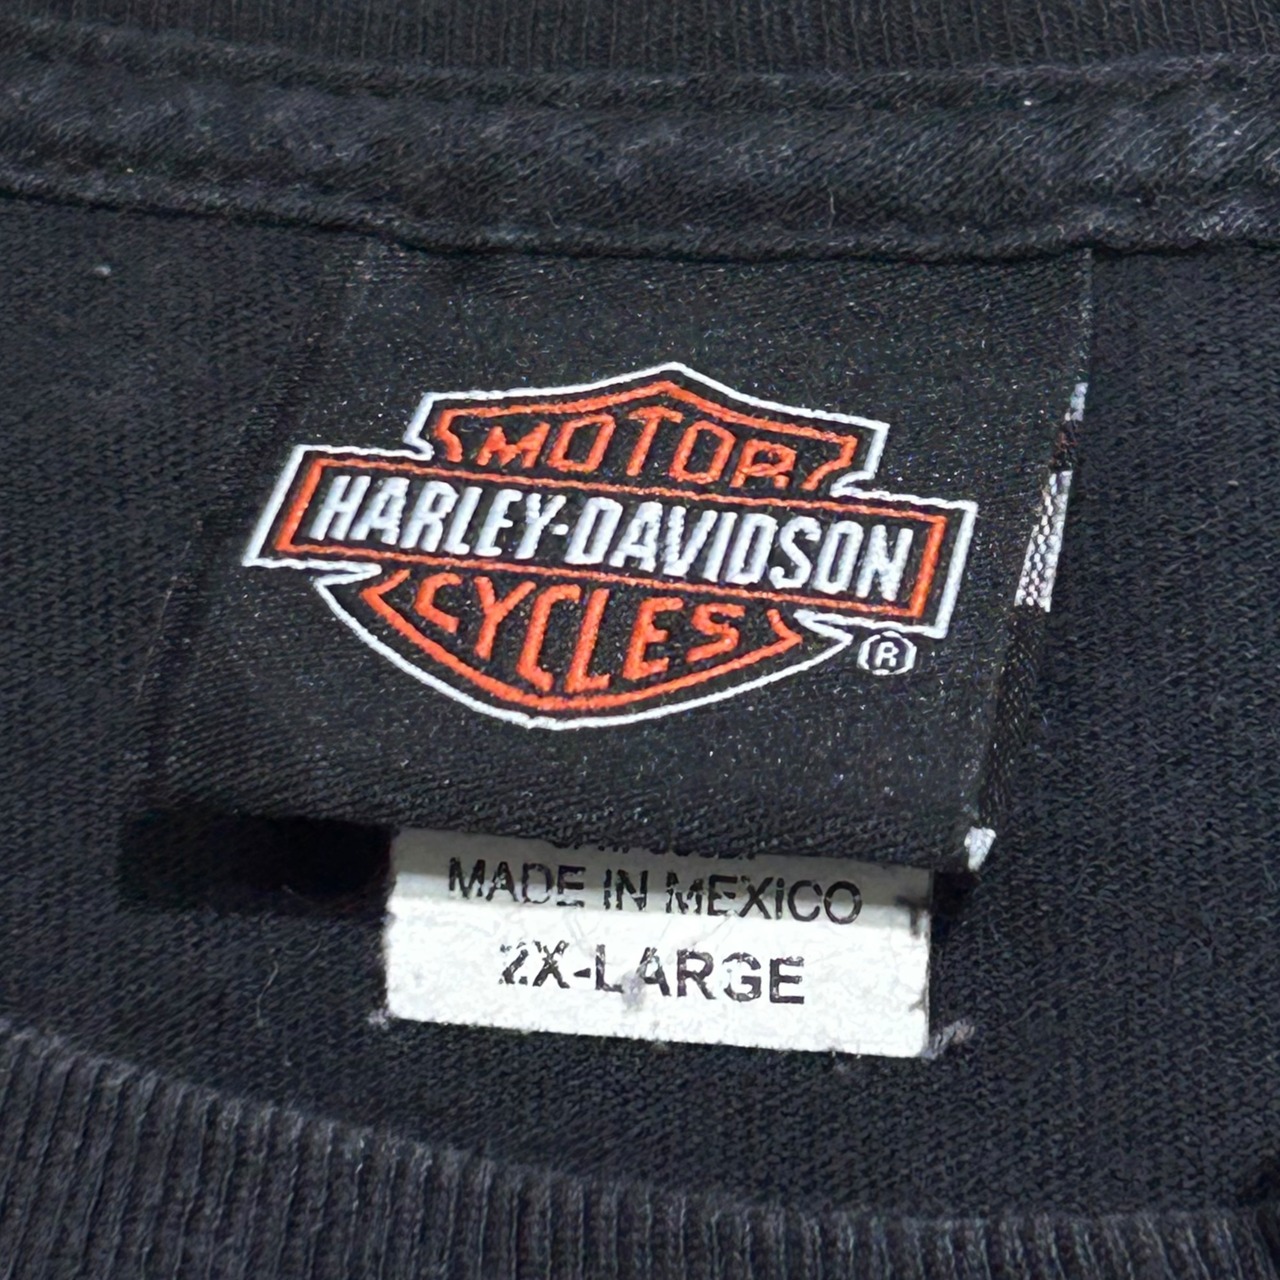 MOTOR
HARLEY-DAVIDSON
CYCLES
®
MADE IN MEXICO
2X-LARGE